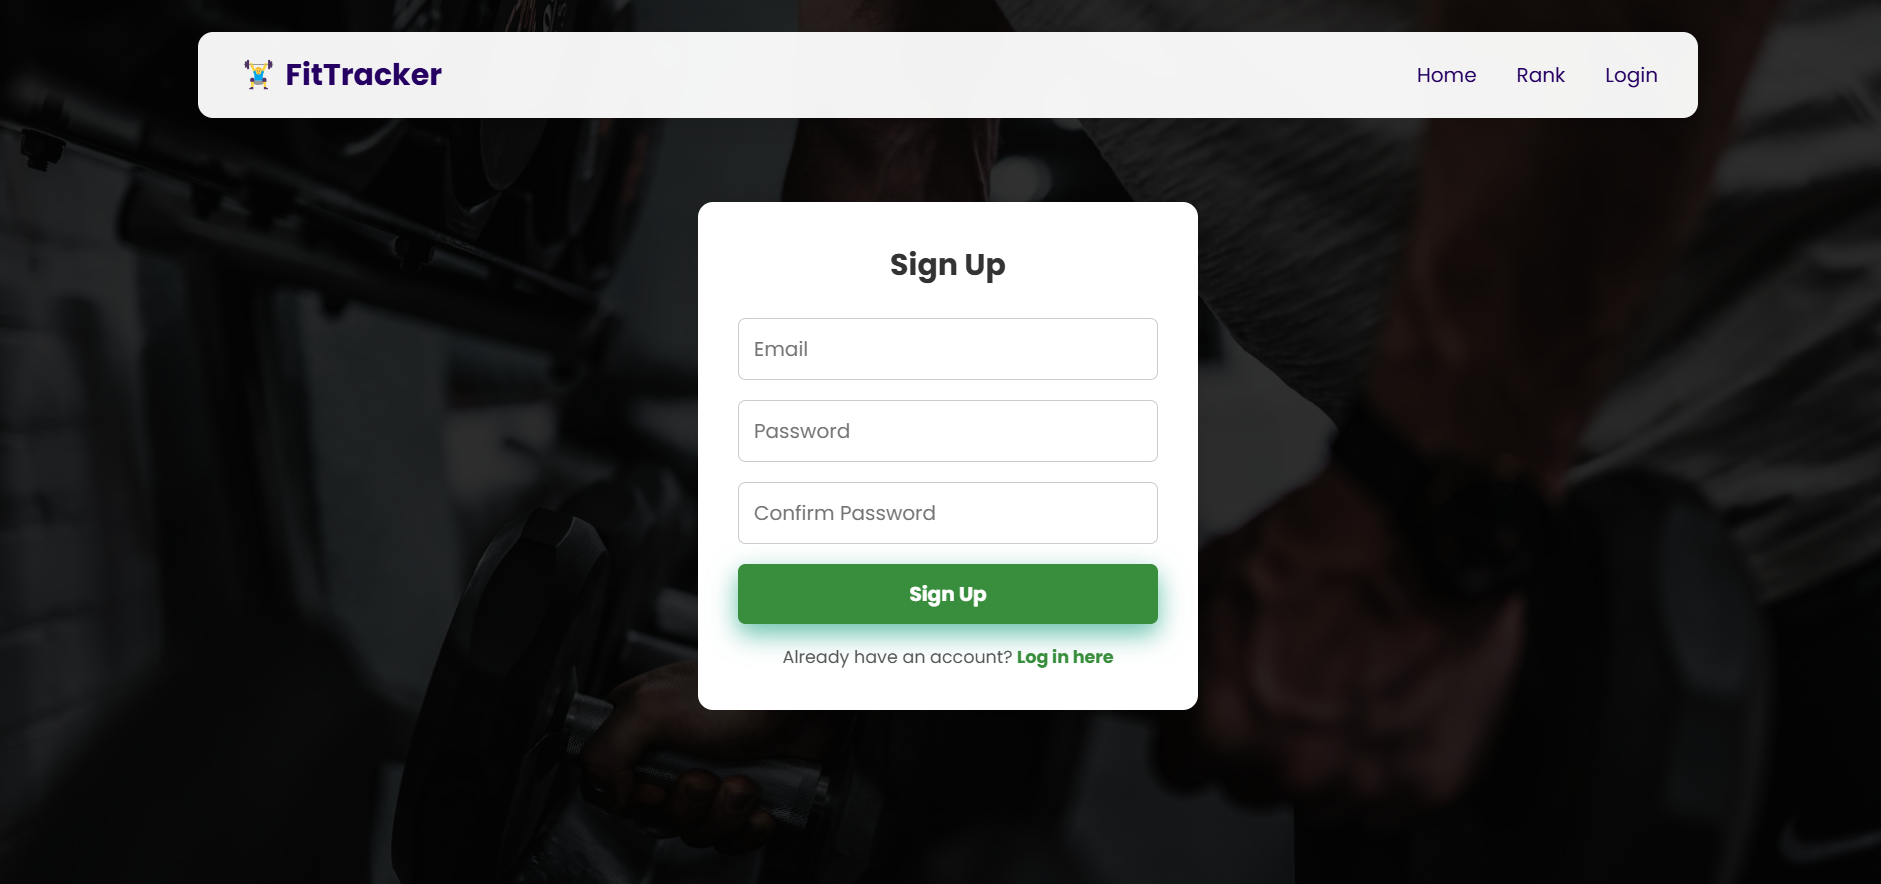 FitTracker
Home Rank Login
Sign Up
Email
Password
Confirm Password
Sign Up
Already have an account? Log in here